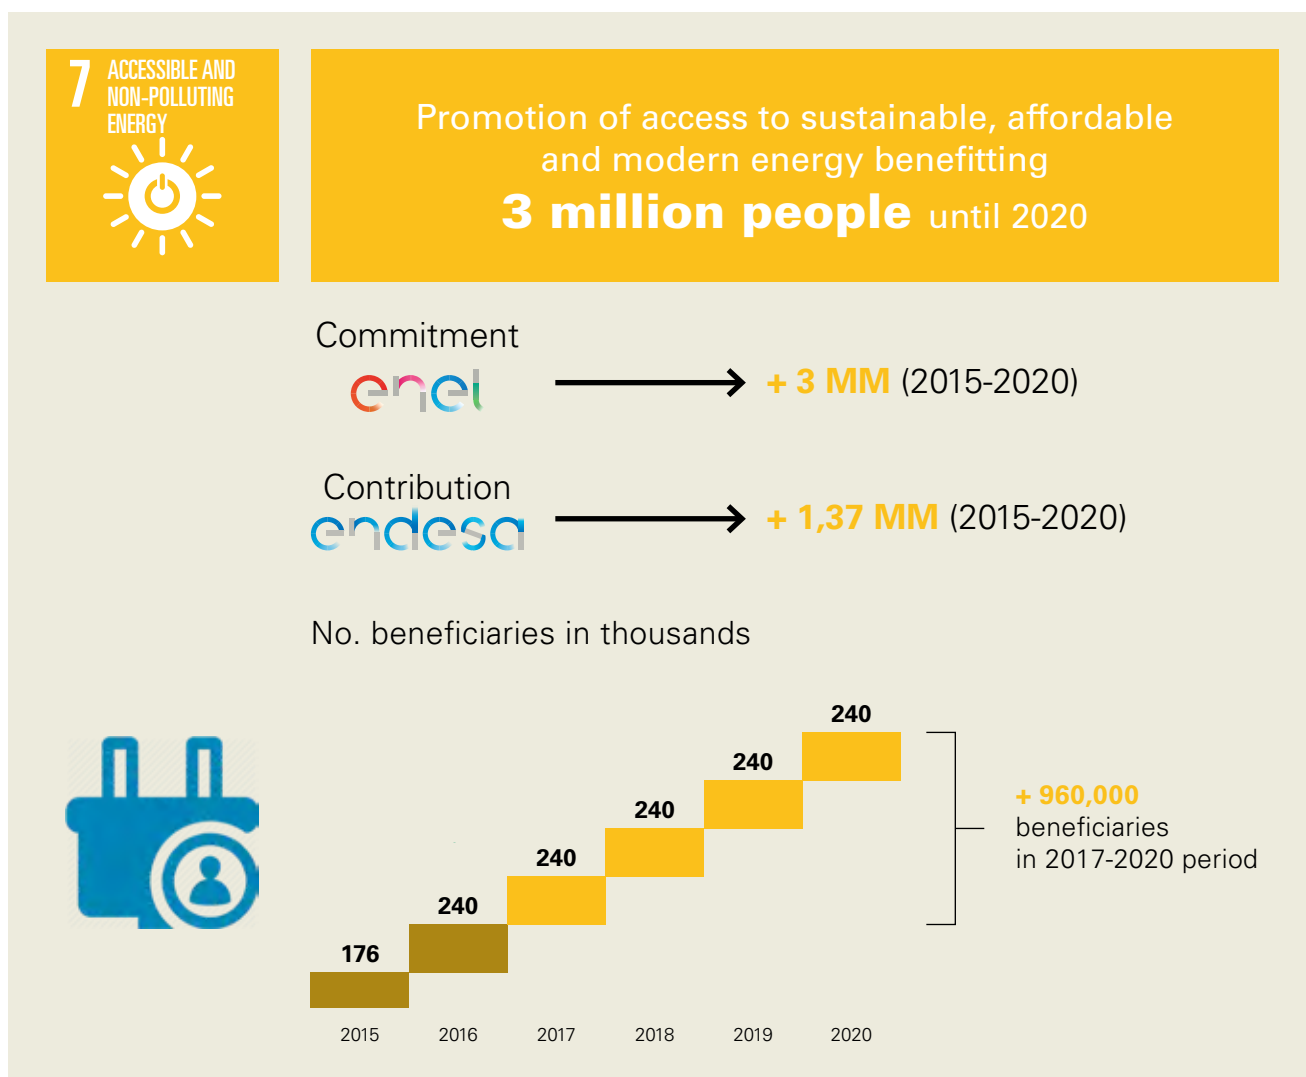 7 ACCESSIBLE AND
NON-POLLUTING
ENERGY
Promotion of access to sustainable, affordable
and modern energy benefitting
3 million people until 2020
Commitment
enel
+ 3 MM (2015-2020)
Contribution
endesa
+ 1,37 MM (2015-2020)
No. beneficiaries in thousands
240
240
240
240
240
176
+ 960,000
beneficiaries
in 2017-2020 period
2015 2016 2017 2018 2019 2020